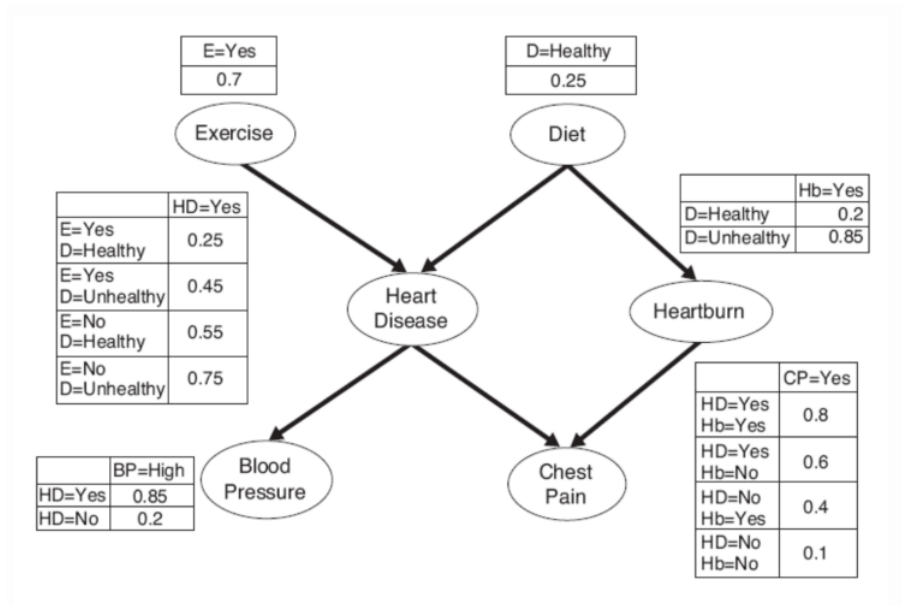 E=Yes
0.7
D=Healthy
0.25
Exercise
Diet
Hb=Yes
D=Healthy 0.2
D=Unhealthy 0.85
HD=Yes
E=Yes
D=Healthy
0.25
E=Yes
D=Unhealthy
0.45
E=No
D=Healthy
0.55
E=No
D=Unhealthy
0.75
Heart
Disease
Heartburn
CP=Yes
HD=Yes
Hb=Yes
0.8
HD=Yes
Hb=No
0.6
HD=No
Hb=Yes
0.4
HD=No
Hb=No
0.1
BP=High
HD=Yes 0.85
HD=No 0.2
Blood
Pressure
Chest
Pain